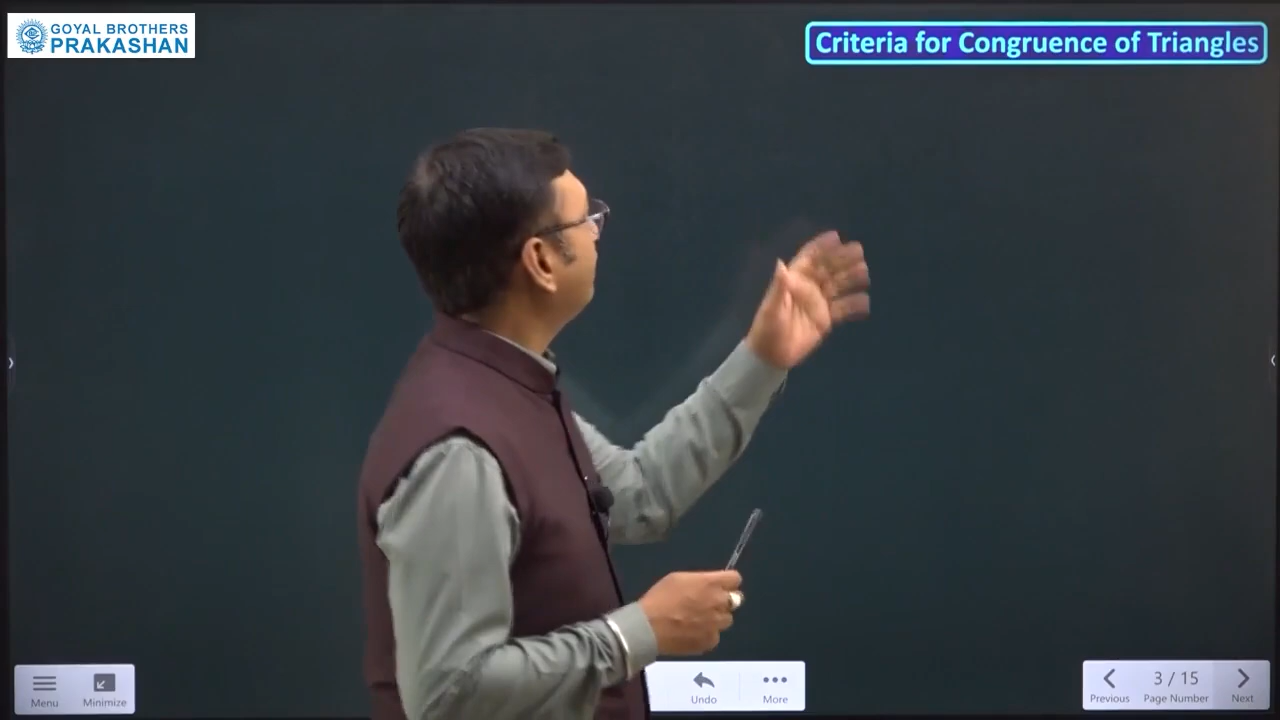 GOYAL BROTHERS
PRAKASHAN
Criteria for Congruence of Triangles
Menu
Minimize
Undo
More
Previous
3 / 15
Page Number
Next